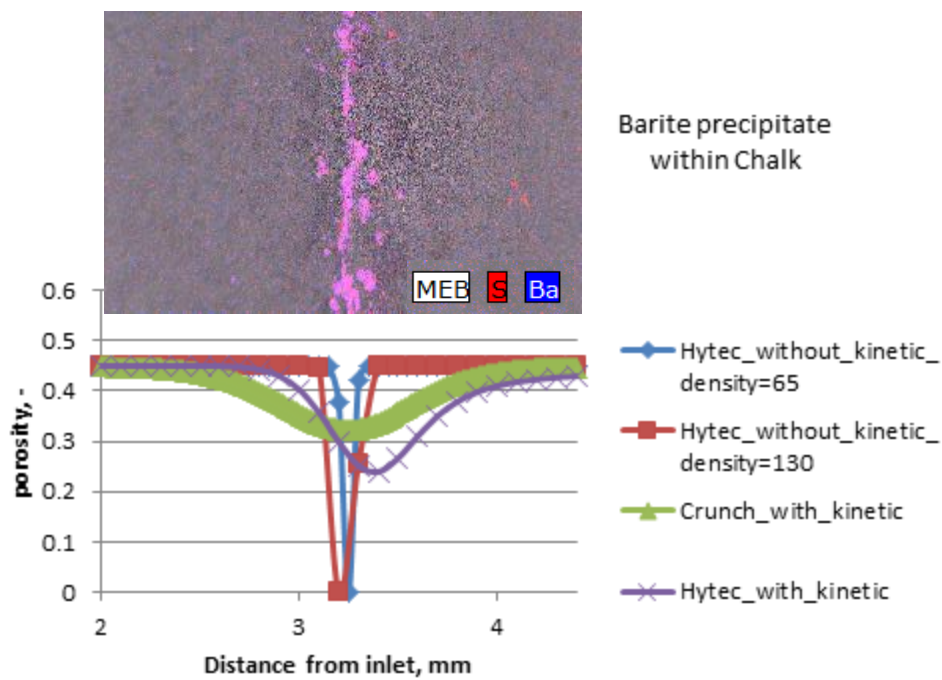 Barite precipitate
within Chalk
MEB S Ba
0.6
0.5
0.4
0.3
0.2
0.1
0
2 3 4
porosity, -
Distance from inlet, mm
Hytec_without_kinetic_
density=65
Hytec_without_kinetic_
density=130
Crunch_with_kinetic
Hytec_with_kinetic